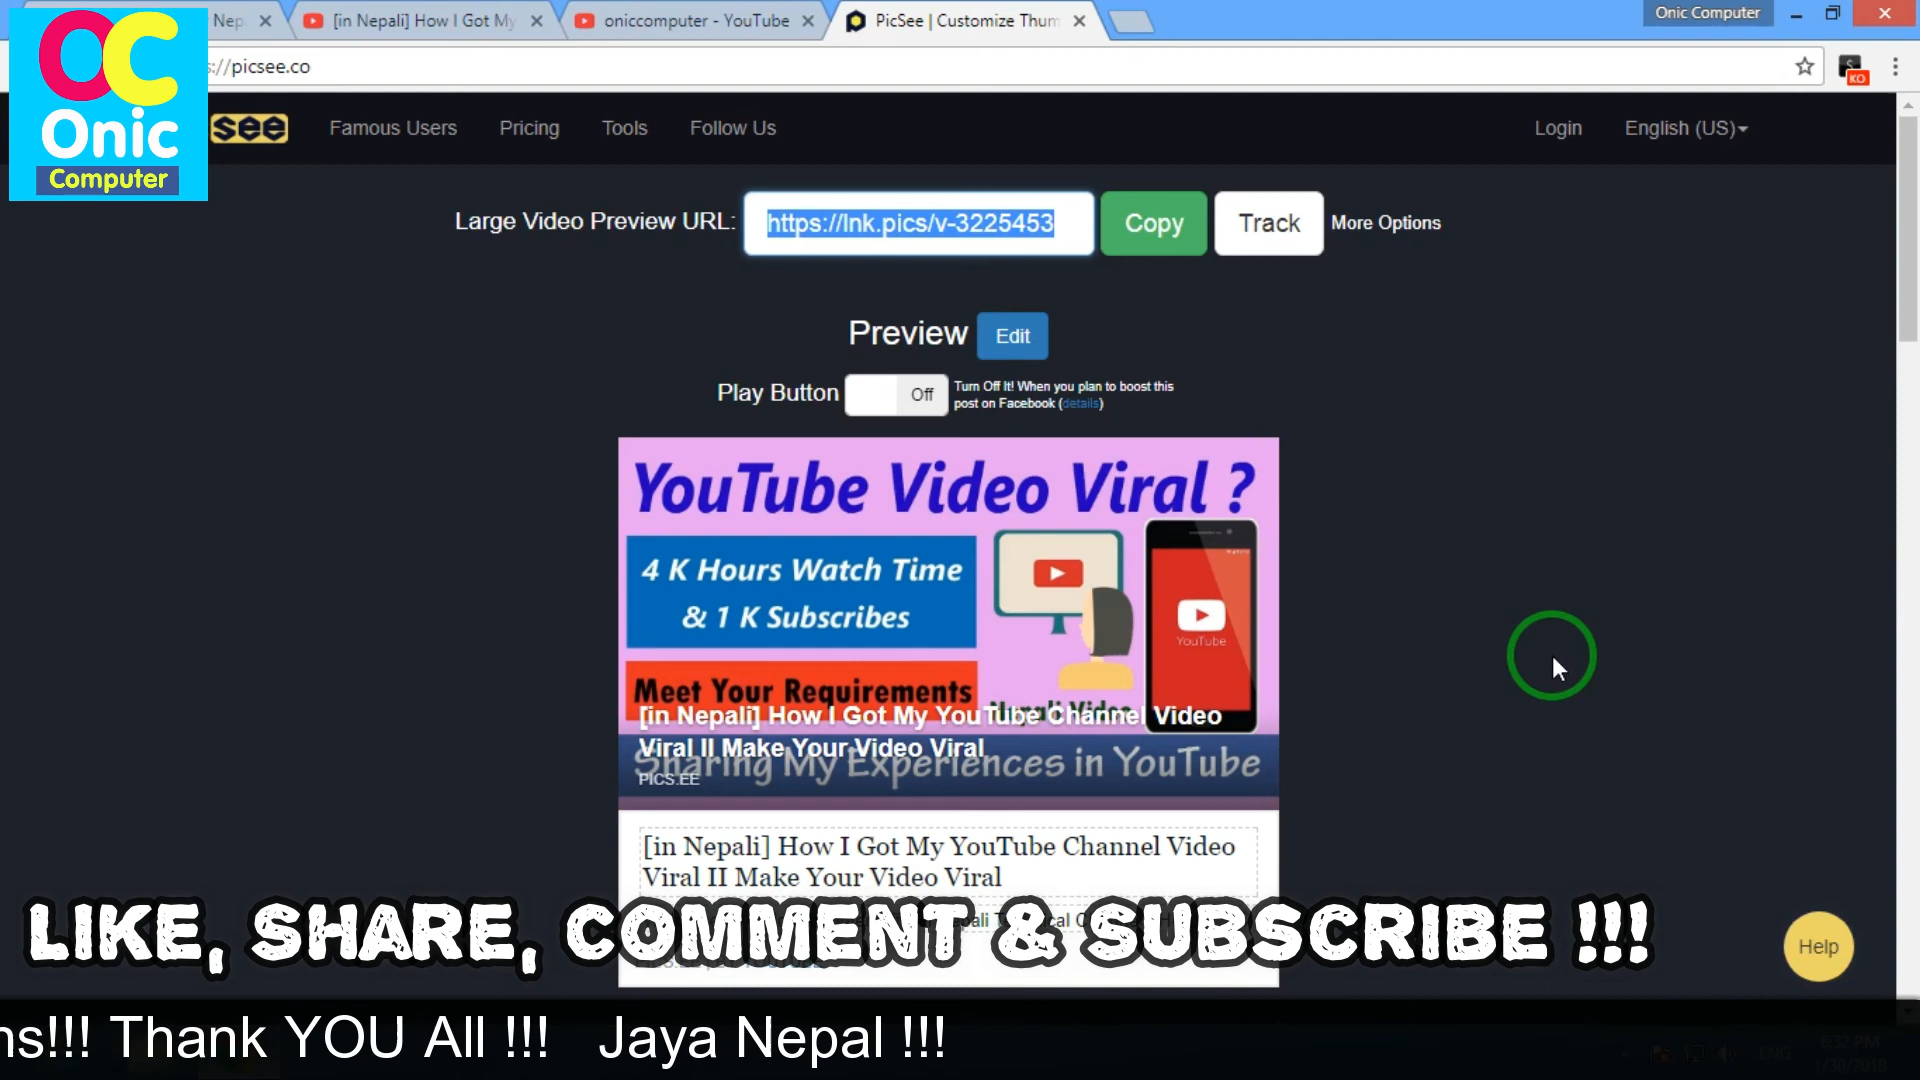 Nep
[in Nepali] How I Got My
oniccomputer - YouTube
PicSee | Customize Thum
Onic Computer
://picsee.co
KO
OC
Onic
Computer
see
Famous Users
Pricing
Tools
Follow Us
Login
English (US)
Large Video Preview URL:
https://lnk.pics/v-3225453
Copy
Track
More Options
Preview
Edit
Play Button
Off
Turn Off It! When you plan to boost this
post on Facebook (details)
YouTube Video Viral ?
4 K Hours Watch Time
& 1 K Subscribes
YouTube
Meet Your Requirements
Nepali Video
[in Nepali] How I Got My YouTube Channel Video
Viral II Make Your Video Viral
Sharing My Experiences in YouTube
PICS.EE
[in Nepali] How I Got My YouTube Channel Video
Viral II Make Your Video Viral
LIKE, SHARE, COMMENT & SUBSCRIBE !!!
Help
ns!!! Thank YOU All !!! Jaya Nepal !!!
ENG